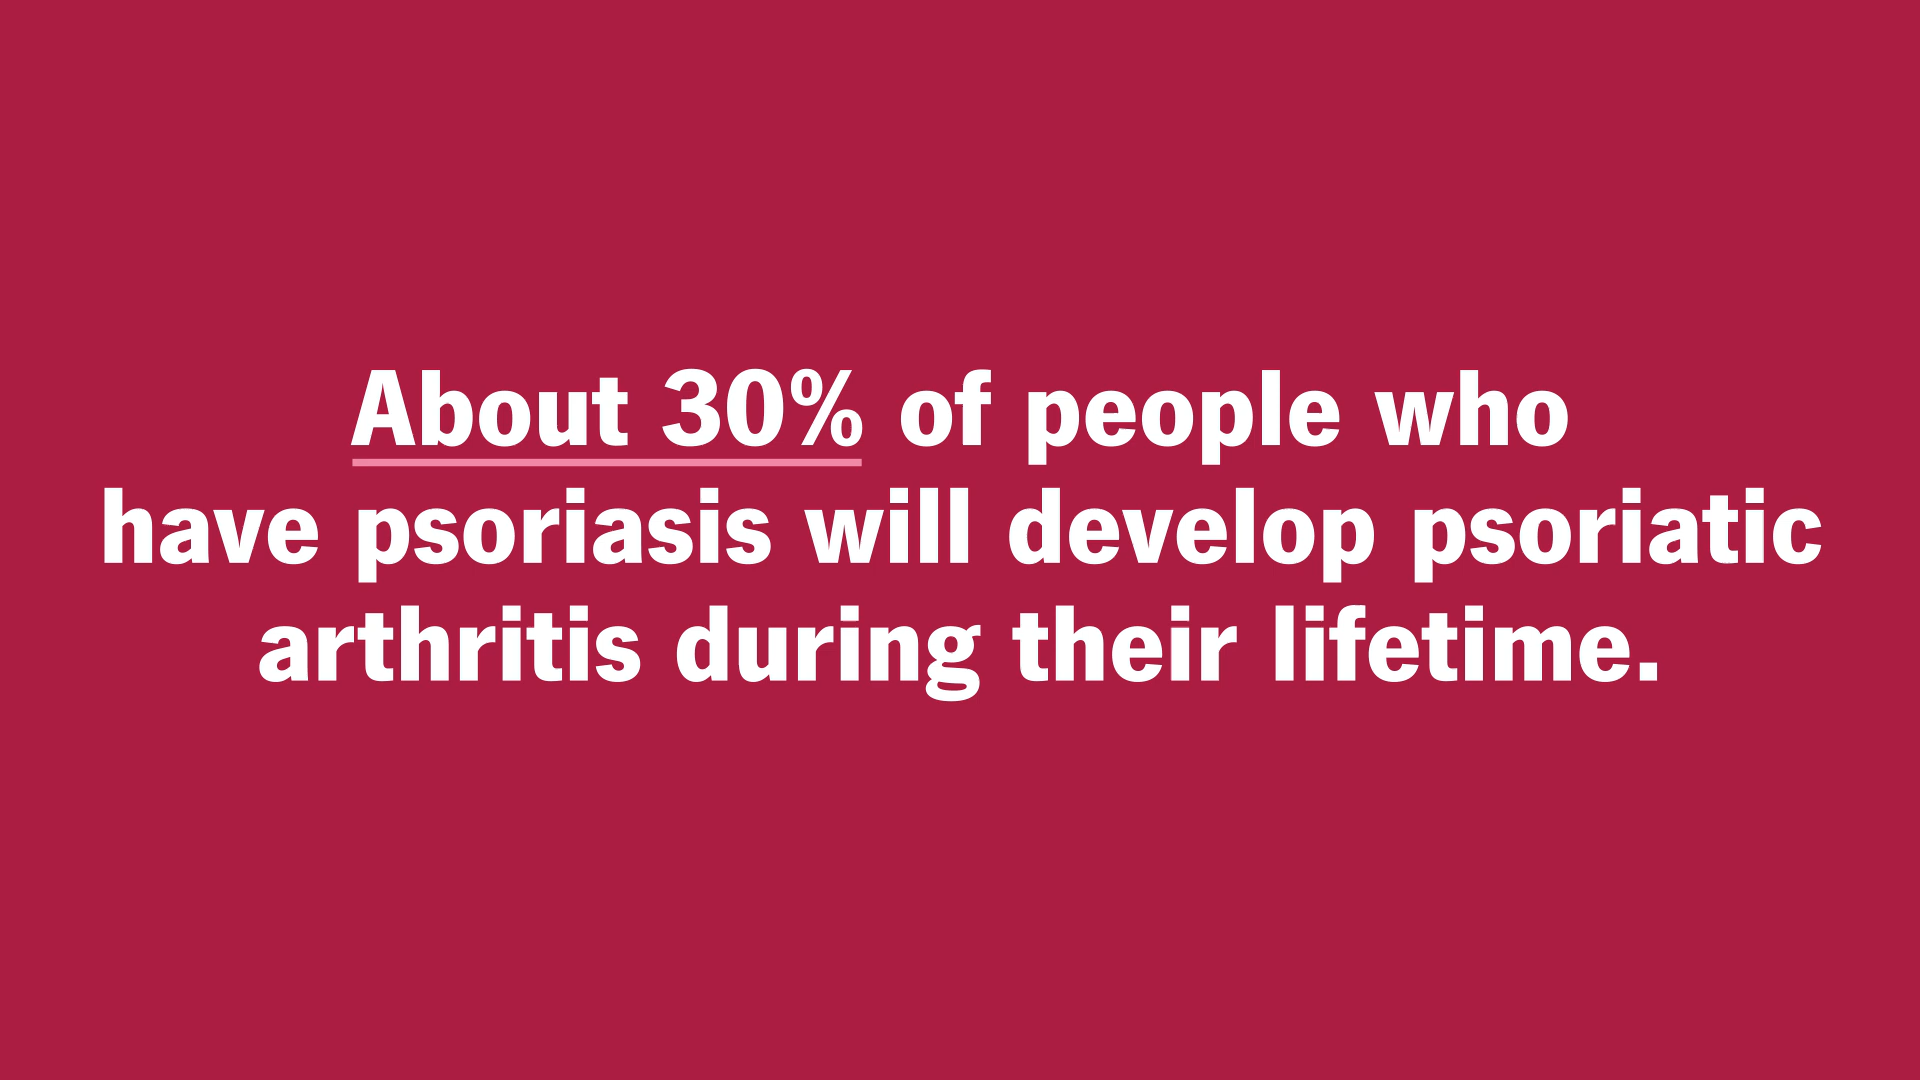 About 30% of people who
have psoriasis will develop psoriatic
arthritis during their lifetime.